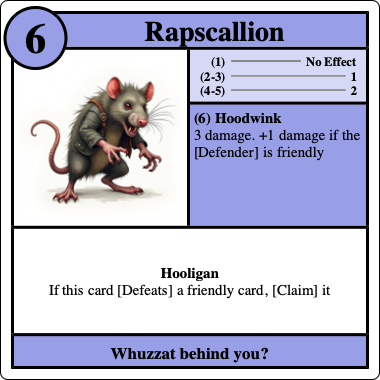 6
Rapscallion
(1) No Effect
(2-3) 1
(4-5) 2
(6) Hoodwink
3 damage. +1 damage if the
[Defender] is friendly
Hooligan
If this card [Defeats] a friendly card, [Claim] it
Whuzzat behind you?